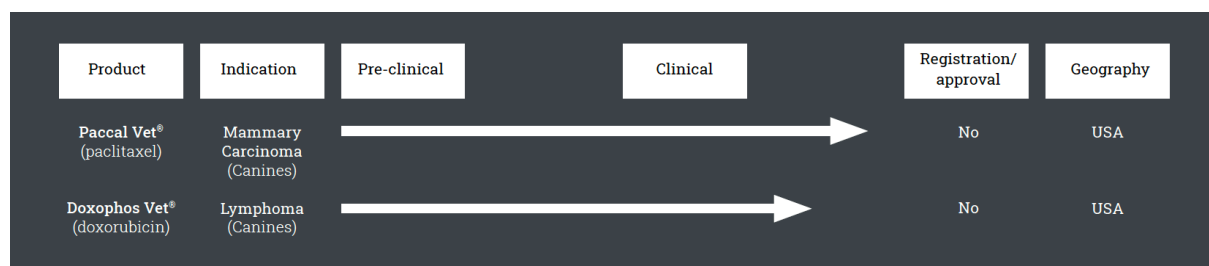 Product
Indication
Pre-clinical
Clinical
Registration/
approval
Geography
Paccal Vet®
(paclitaxel)
Mammary
Carcinoma
(Canines)
No
USA
Doxophos Vet®
(doxorubicin)
Lymphoma
(Canines)
No
USA